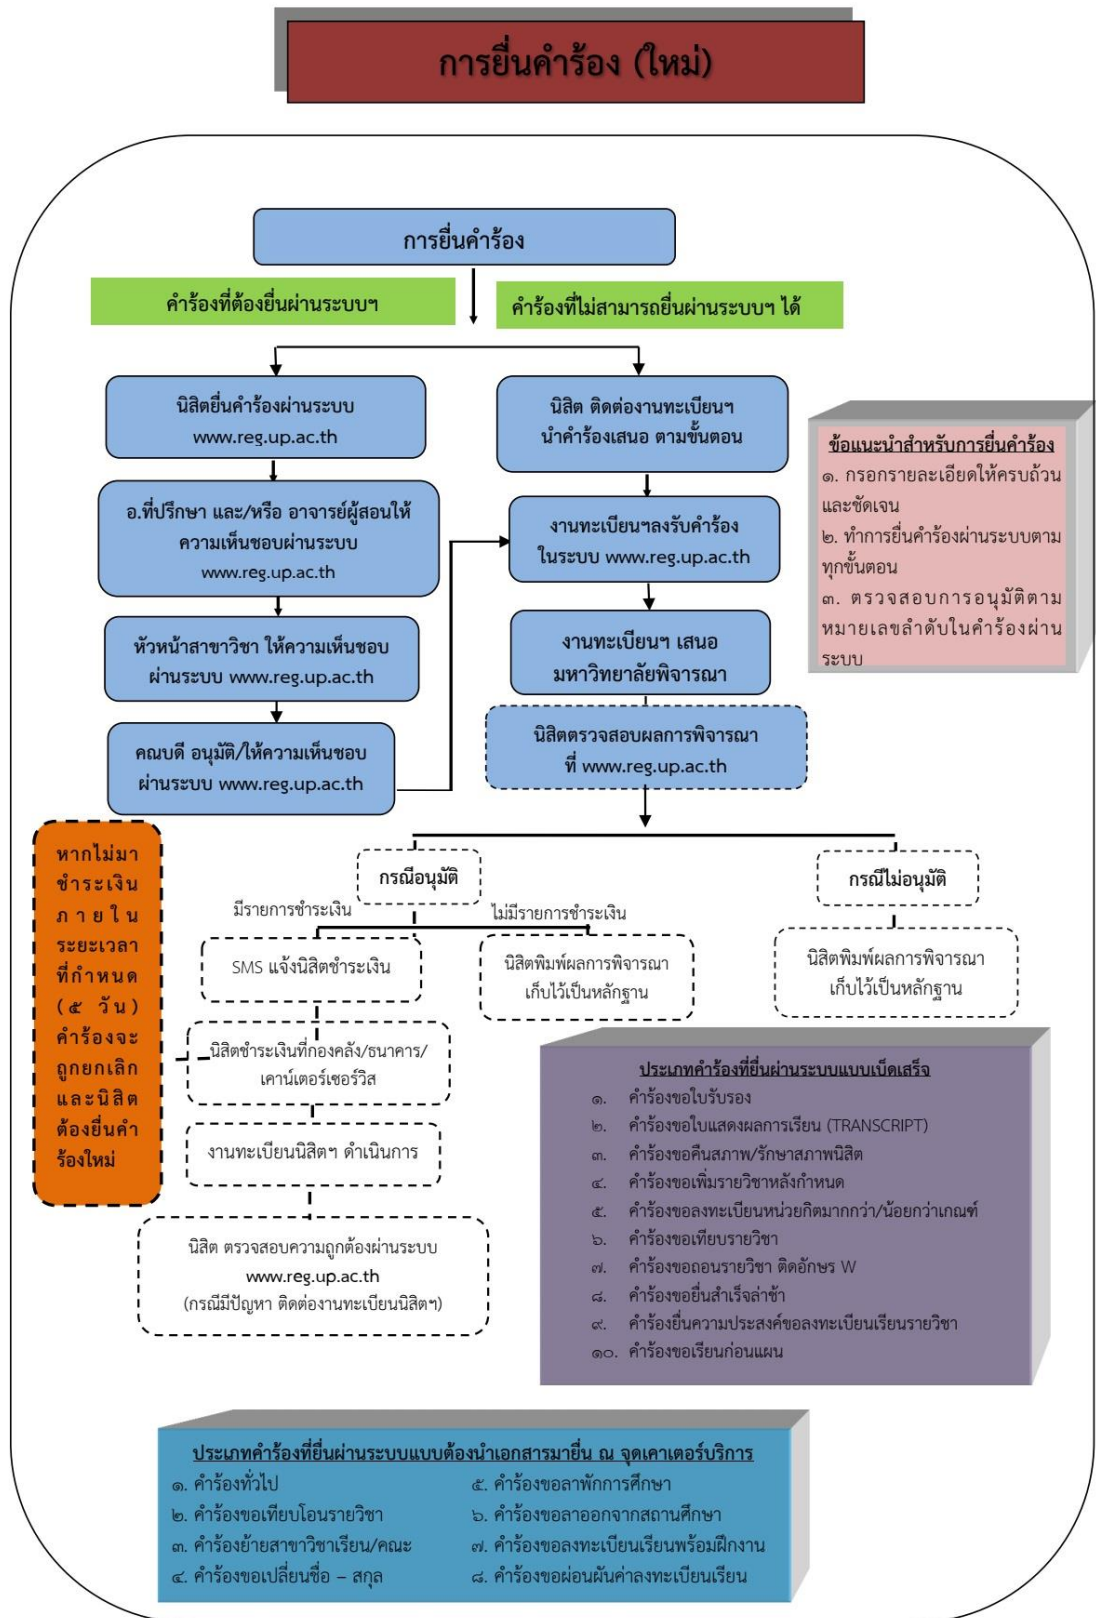 การยื่นคำร้อง (ใหม่)
การยื่นคำร้อง
คำร้องที่ต้องยื่นผ่านระบบฯ
คำร้องที่ไม่สามารถยื่นผ่านระบบฯ ได้
นิสิตยื่นคำร้องผ่านระบบ
www.reg.up.ac.th
อ.ที่ปรึกษา และ/หรือ อาจารย์ผู้สอนให้
ความเห็นชอบผ่านระบบ
www.reg.up.ac.th
หัวหน้าสาขาวิชา ให้ความเห็นชอบ
ผ่านระบบ www.reg.up.ac.th
คณบดี อนุมัติ/ให้ความเห็นชอบ
ผ่านระบบ www.reg.up.ac.th
นิสิต ติดต่องานทะเบียนฯ
นำคำร้องเสนอ ตามขั้นตอน
งานทะเบียนฯลงรับคำร้อง
ในระบบ www.reg.up.ac.th
งานทะเบียนฯ เสนอ
มหาวิทยาลัยพิจารณา
นิสิตตรวจสอบผลการพิจารณา
ที่ www.reg.up.ac.th
ข้อแนะนำสำหรับการยื่นคำร้อง
๑. กรอกรายละเอียดให้ครบถ้วน
และชัดเจน
๒. ทำการยื่นคำร้องผ่านระบบตาม
ทุกขั้นตอน
๓. ตรวจสอบการอนุมัติตาม
หมายเลขลำดับในคำร้องผ่าน
ระบบ
หากไม่มา
ชำระเงิน
ภายใน
ระยะเวลา
ที่กำหนด
(๕ วัน)
คำร้องจะ
ถูกยกเลิก
และนิสิต
ต้องยื่นคำ
ร้องใหม่
กรณีอนุมัติ
กรณีไม่อนุมัติ
มีรายการชำระเงิน
ไม่มีรายการชำระเงิน
SMS แจ้งนิสิตชำระเงิน
นิสิตพิมพ์ผลการพิจารณา
เก็บไว้เป็นหลักฐาน
นิสิตพิมพ์ผลการพิจารณา
เก็บไว้เป็นหลักฐาน
นิสิตชำระเงินที่กองคลัง/ธนาคาร/
เคาน์เตอร์เซอร์วิส
งานทะเบียนนิสิตฯ ดำเนินการ
นิสิต ตรวจสอบความถูกต้องผ่านระบบ
www.reg.up.ac.th
(กรณีมีปัญหา ติดต่องานทะเบียนนิสิตฯ)
ประเภทคำร้องที่ยื่นผ่านระบบแบบเบ็ดเสร็จ
๑. คำร้องขอใบรับรอง
๒. คำร้องขอใบแสดงผลการเรียน (TRANSCRIPT)
๓. คำร้องขอคืนสภาพ/รักษาสภาพนิสิต
๔. คำร้องขอเพิ่มรายวิชาหลังกำหนด
๕. คำร้องขอลงทะเบียนหน่วยกิตมากกว่า/น้อยกว่าเกณฑ์
๖. คำร้องขอเทียบรายวิชา
๗. คำร้องขอถอนรายวิชา ติดอักษร W
๘. คำร้องขอยื่นสำเร็จล่าช้า
๙. คำร้องยื่นความประสงค์ขอลงทะเบียนเรียนรายวิชา
๑๐. คำร้องขอเรียนก่อนแผน
ประเภทคำร้องที่ยื่นผ่านระบบแบบต้องนำเอกสารมายื่น ณ จุดเคาเตอร์บริการ
๑. คำร้องทั่วไป
๒. คำร้องขอเทียบโอนรายวิชา
๓. คำร้องย้ายสาขาวิชาเรียน/คณะ
๔. คำร้องขอเปลี่ยนชื่อ – สกุล
๕. คำร้องขอลาพักการศึกษา
๖. คำร้องขอลาออกจากสถานศึกษา
๗. คำร้องขอลงทะเบียนเรียนพร้อมฝึกงาน
๘. คำร้องขอผ่อนผันค่าลงทะเบียนเรียน